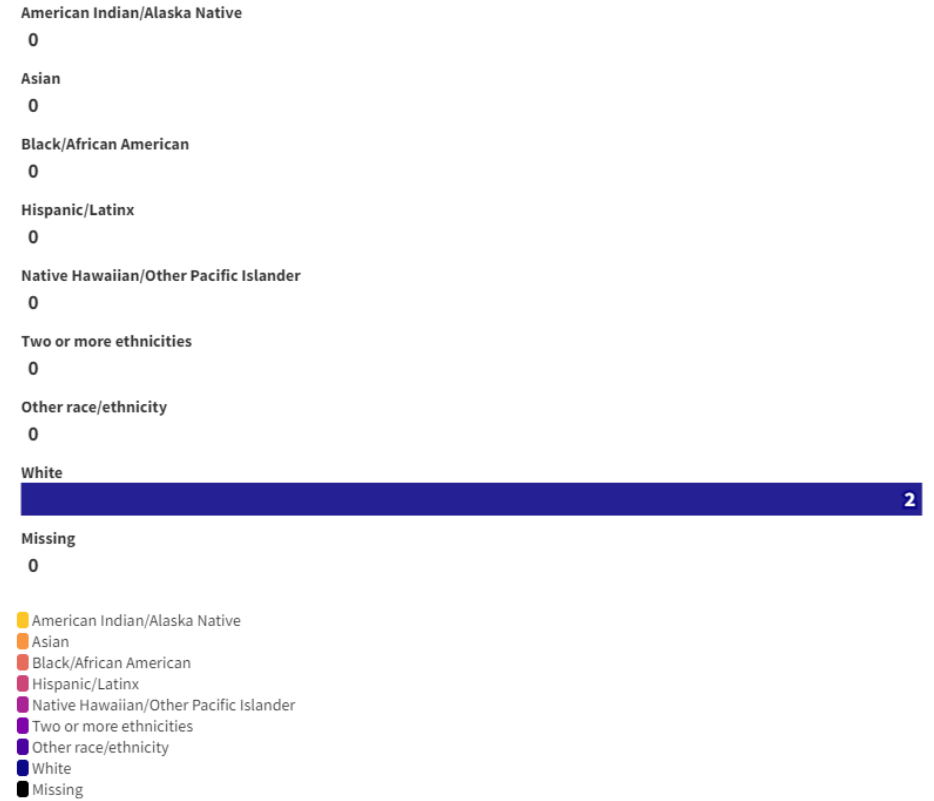 American Indian/Alaska Native
0
Asian
0
Black/African American
0
Hispanic/Latinx
0
Native Hawaiian/Other Pacific Islander
0
Two or more ethnicities
0
Other race/ethnicity
0
White
2
Missing
0
American Indian/Alaska Native
Asian
Black/African American
Hispanic/Latinx
Native Hawaiian/Other Pacific Islander
Two or more ethnicities
Other race/ethnicity
White
Missing